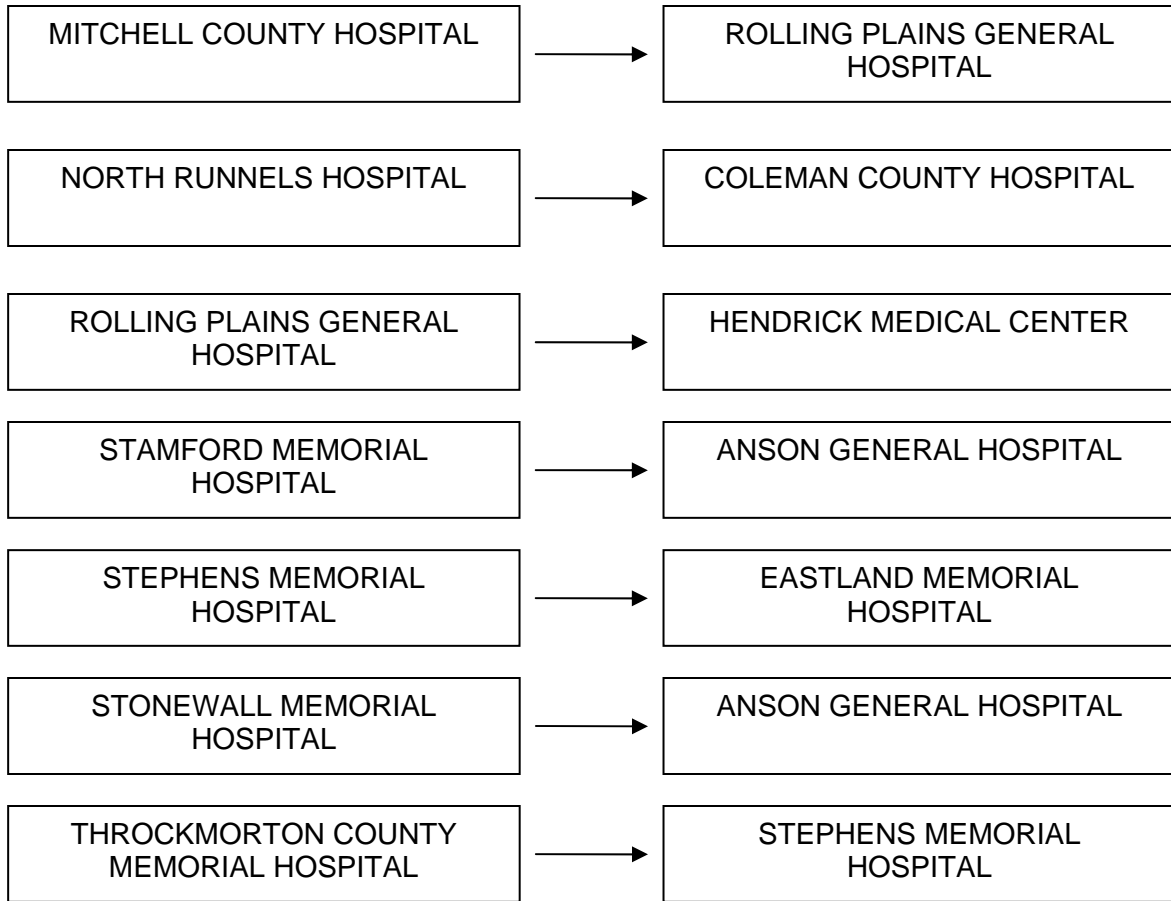 MITCHELL COUNTY HOSPITAL
ROLLING PLAINS GENERAL
HOSPITAL
NORTH RUNNELS HOSPITAL
COLEMAN COUNTY HOSPITAL
ROLLING PLAINS GENERAL
HOSPITAL
HENDRICK MEDICAL CENTER
STAMFORD MEMORIAL
HOSPITAL
ANSON GENERAL HOSPITAL
STEPHENS MEMORIAL
HOSPITAL
EASTLAND MEMORIAL
HOSPITAL
STONEWALL MEMORIAL
HOSPITAL
ANSON GENERAL HOSPITAL
THROCKMORTON COUNTY
MEMORIAL HOSPITAL
STEPHENS MEMORIAL
HOSPITAL